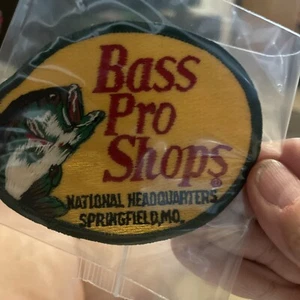 Bass
Pro
Shops
NATIONAL HEADQUARTERS
SPRINGFIELD, MO.